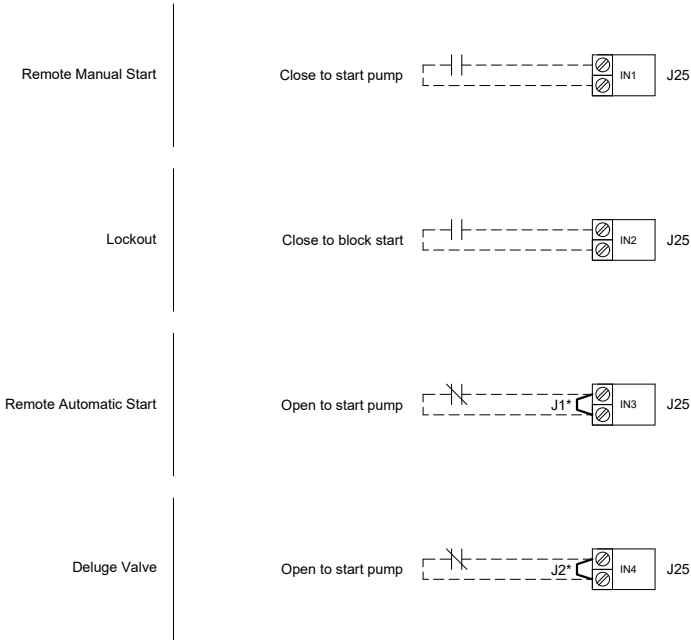 Remote Manual Start Close to start pump IN1 J25
Lockout Close to block start IN2 J25
Remote Automatic Start Open to start pump J1* IN3 J25
Deluge Valve Open to start pump J2* IN4 J25